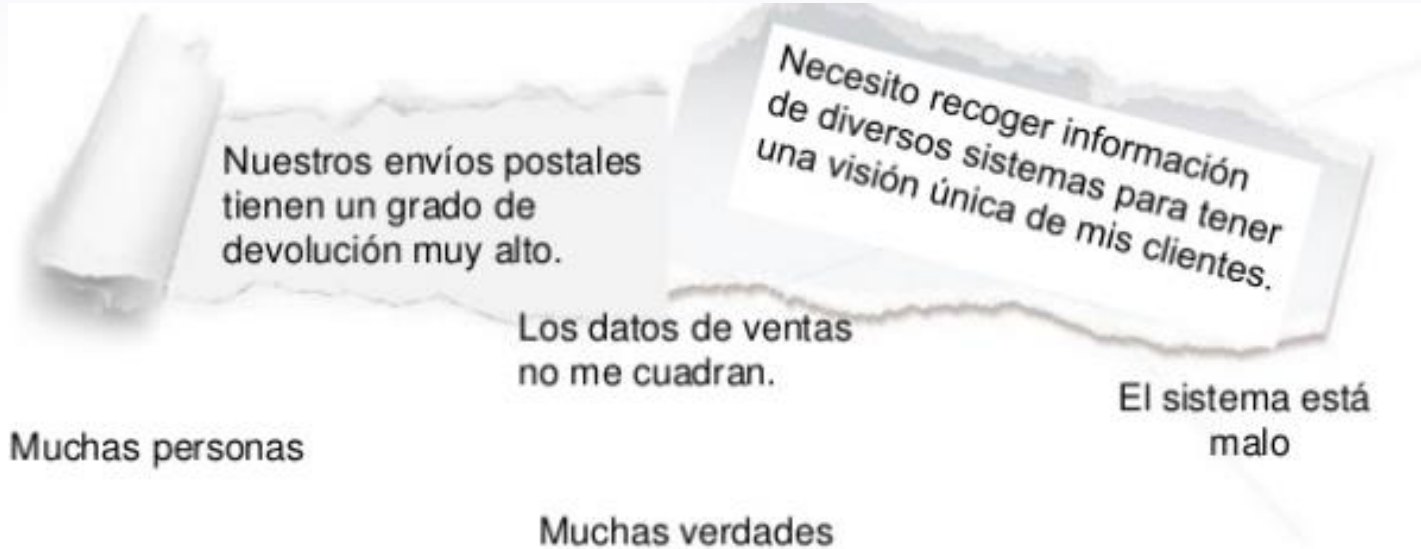 Nuestros envíos postales
tienen un grado de
devolución muy alto.
Necesito recoger información
de diversos sistemas para tener
una visión única de mis clientes.
Los datos de ventas
no me cuadran.
El sistema está
malo
Muchas personas
Muchas verdades